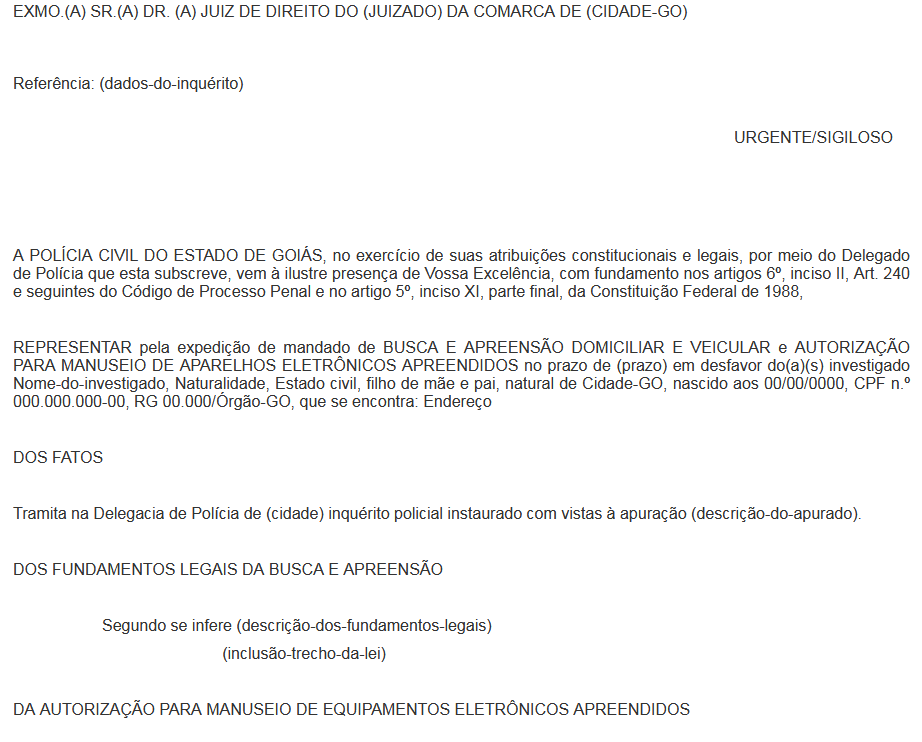 EXMO.(A) SR.(A) DR. (A) JUIZ DE DIREITO DO (JUIZADO) DA COMARCA DE (CIDADE-GO)
Referência: (dados-do-inquérito)
URGENTE/SIGILOSO
A POLÍCIA CIVIL DO ESTADO DE GOIÁS, no exercício de suas atribuições constitucionais e legais, por meio do Delegado
de Polícia que esta subscreve, vem à ilustre presença de Vossa Excelência, com fundamento nos artigos 6º, inciso II, Art. 240
e seguintes do Código de Processo Penal e no artigo 5º, inciso XI, parte final, da Constituição Federal de 1988,
REPRESENTAR pela expedição de mandado de BUSCA E APREENSÃO DOMICILIAR E VEICULAR e AUTORIZAÇÃO
PARA MANUSEIO DE APARELHOS ELETRÔNICOS APREENDIDOS no prazo de (prazo) em desfavor do(a)(s) investigado
Nome-do-investigado, Naturalidade, Estado civil, filho de mãe e pai, natural de Cidade-GO, nascido aos 00/00/0000, CPF n.º
000.000.000-00, RG 00.000/Órgão-GO, que se encontra: Endereço
DOS FATOS
Tramita na Delegacia de Polícia de (cidade) inquérito policial instaurado com vistas à apuração (descrição-do-apurado).
DOS FUNDAMENTOS LEGAIS DA BUSCA E APREENSÃO
Segundo se infere (descrição-dos-fundamentos-legais)
(inclusão-trecho-da-lei)
DA AUTORIZAÇÃO PARA MANUSEIO DE EQUIPAMENTOS ELETRÔNICOS APREENDIDOS